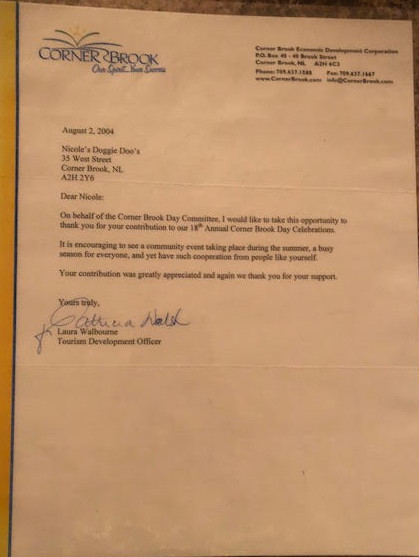 CORNER BROOK
Our Spirit... Your Success
Corner Brook Economic Development Corporation
P.O. Box 48 - 40 Brook Street
Corner Brook, NL A2H 6C3
Phone: 709.637.1588 Fax: 709.637.1667
www.CornerBrook.com info@CornerBrook.com
August 2, 2004
Nicole's Doggie Doo's
35 West Street
Corner Brook, NL
A2H 2Y6
Dear Nicole:
On behalf of the Corner Brook Day Committee, I would like to take this opportunity to
thank you for your contribution to our 18th Annual Corner Brook Day Celebrations.
It is encouraging to see a community event taking place during the summer, a busy
season for everyone, and yet have such cooperation from people like yourself.
Your contribution was greatly appreciated and again we thank you for your support.
Yours truly,
Patricia Walsh
Laura Walbourne
Tourism Development Officer